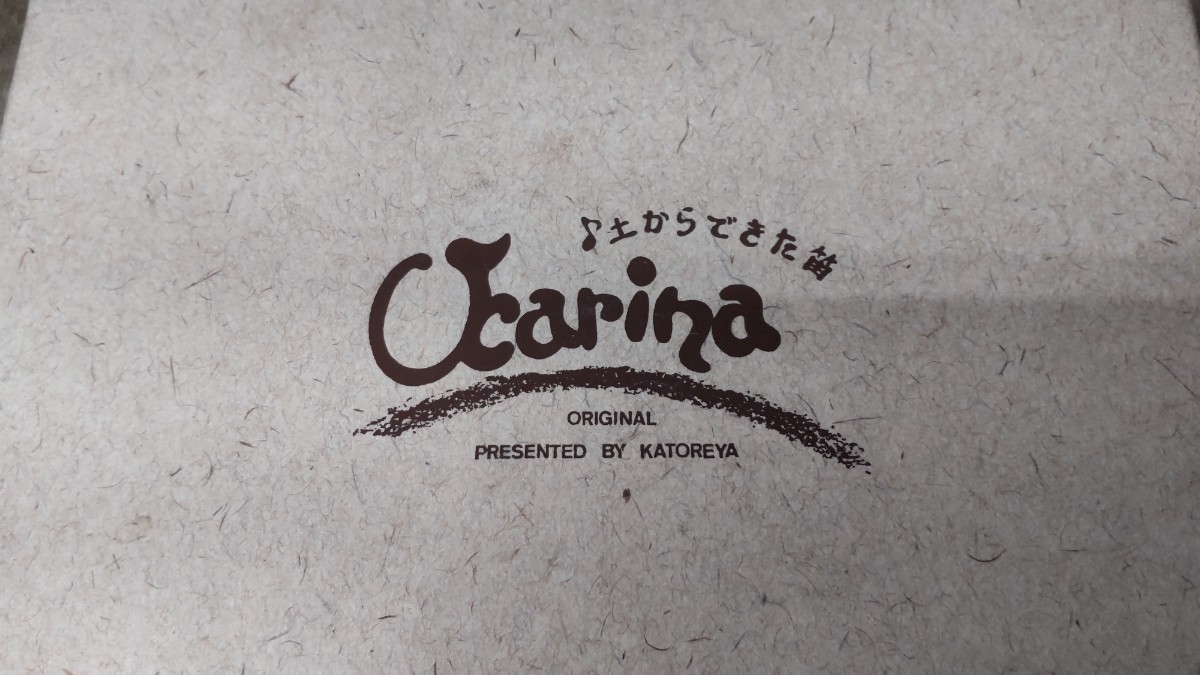 ♪土からできた笛
Ocarina
ORIGINAL
PRESENTED BY KATOREYA